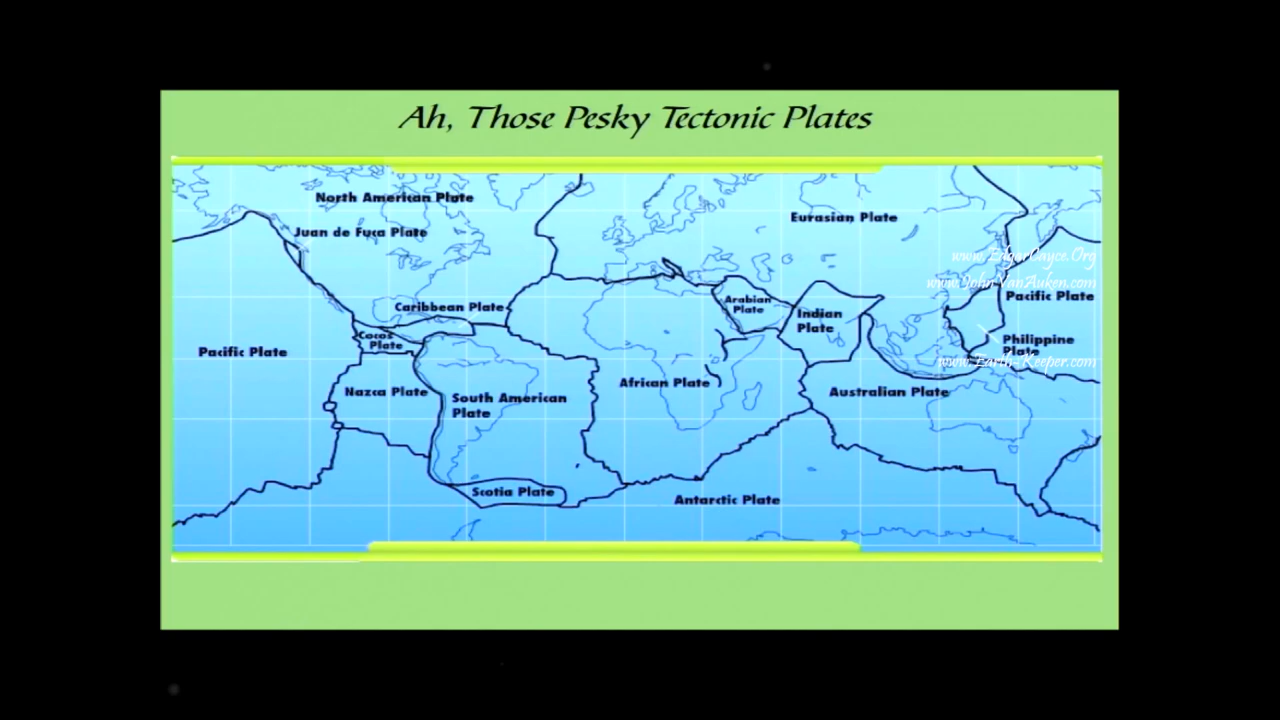 Ah, Those Pesky Tectonic Plates
North American Plate
Eurasian Plate
Juan de Fuca Plate
www.EdgarCayce.Org
www.JohnVanAuken.com
Pacific Plate
Arabian
Plate
Caribbean Plate
Indian
Plate
Cocos
Plate
Philippine
Plate
Pacific Plate
www.Earth-Keeper.com
African Plate
Nazca Plate
South American
Plate
Australian Plate
Scotia Plate
Antarctic Plate